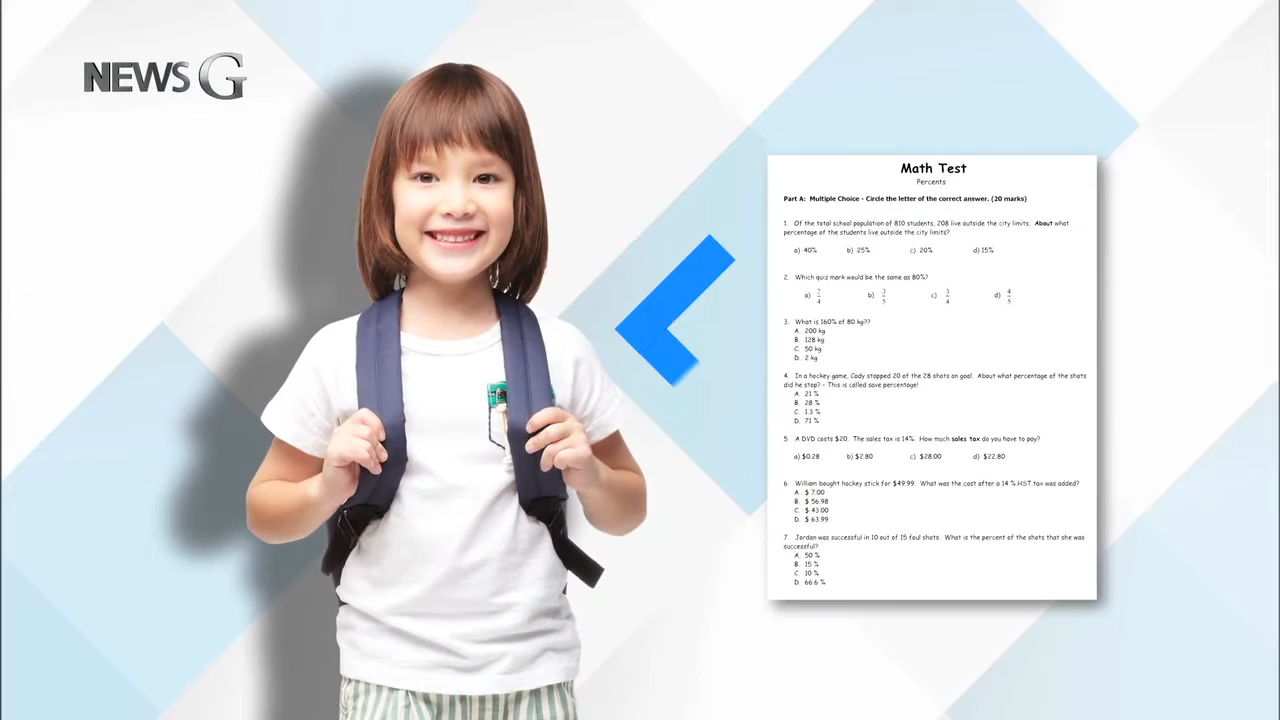 NEWS G
Math Test
Percents
Part A: Multiple Choice - Circle the letter of the correct answer. (20 marks)
1. Of the total school population of 810 students, 208 live outside the city limits. About what
percentage of the students live outside the city limits?
a) 40% b) 25% c) 20% d) 15%
2. Which quiz mark would be the same as 80%?
a) 2/4 b) 3/5 c) 3/4 d) 4/5
3. What is 160% of 80 kg??
A. 200 kg
B. 128 kg
C. 50 kg
D. 2 kg
4. In a hockey game, Cody stopped 20 of the 28 shots on goal. About what percentage of the shots
did he stop? - This is called save percentage!
A. 21 %
B. 28 %
C. 1.3 %
D. 71 %
5. A DVD costs $20. The sales tax is 14%. How much sales tax do you have to pay?
a) $0.28 b) $2.80 c) $28.00 d) $22.80
6. William bought hockey stick for $49.99. What was the cost after a 14 % HST tax was added?
A. $ 7.00
B. $ 56.98
C. $ 43.00
D. $ 63.99
7. Jordan was successful in 10 out of 15 foul shots. What is the percent of the shots that she was
successful?
A. 50 %
B. 15 %
C. 10 %
D. 66.6 %